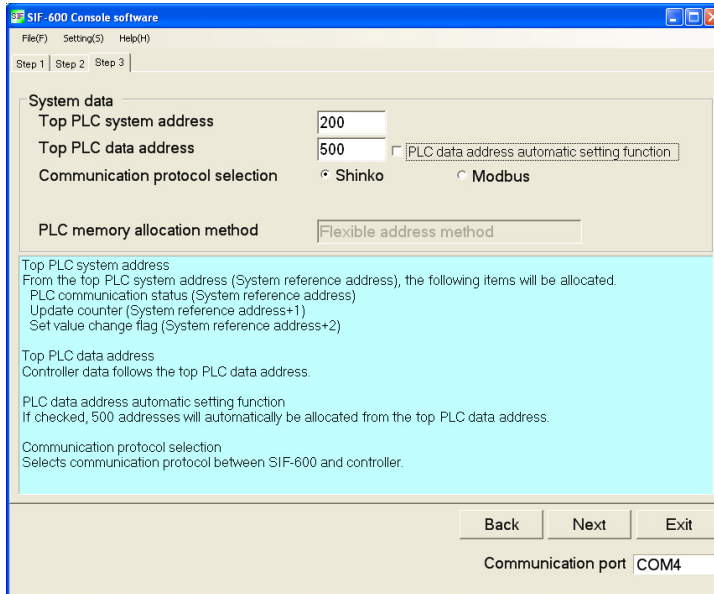 SIF-600 Console software
File(F) Setting(S) Help(H)
Step 1 Step 2 Step 3
System data
Top PLC system address 200
Top PLC data address 500 PLC data address automatic setting function
Communication protocol selection Shinko Modbus
PLC memory allocation method Flexible address method
Top PLC system address
From the top PLC system address (System reference address), the following items will be allocated.
PLC communication status (System reference address)
Update counter (System reference address+1)
Set value change flag (System reference address+2)
Top PLC data address
Controller data follows the top PLC data address.
PLC data address automatic setting function
If checked, 500 addresses will automatically be allocated from the top PLC data address.
Communication protocol selection
Selects communication protocol between SIF-600 and controller.
Back Next Exit
Communication port COM4